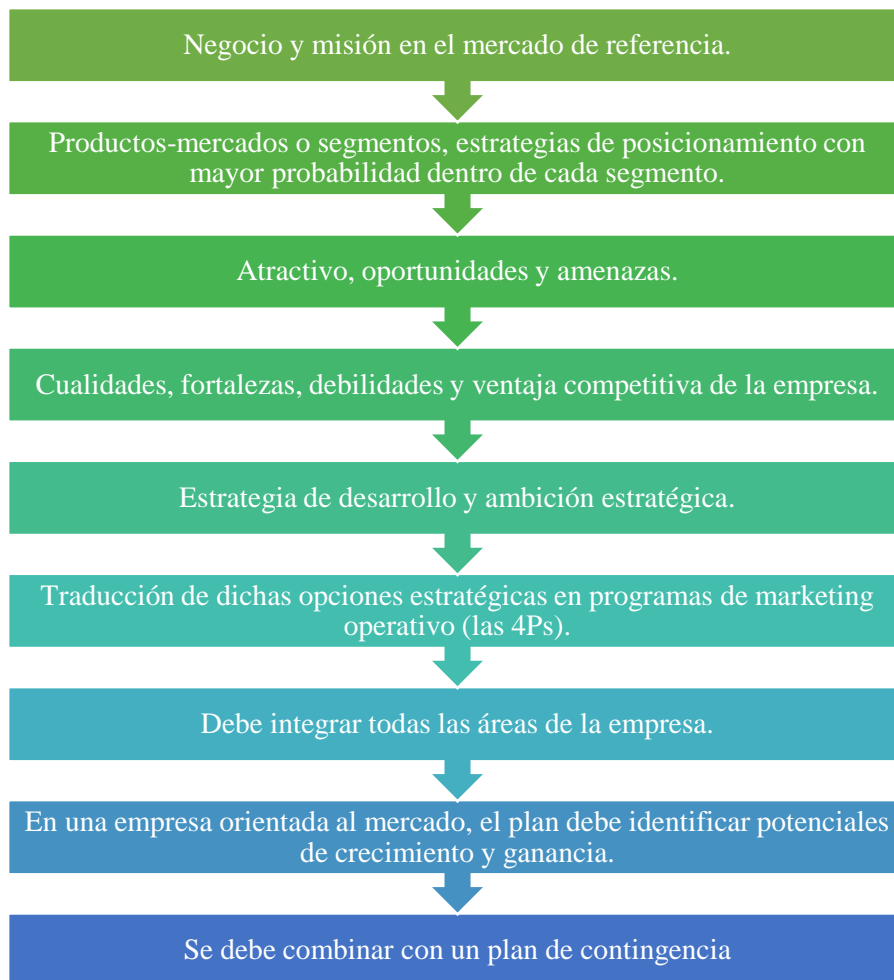 Negocio y misión en el mercado de referencia.
Productos-mercados o segmentos, estrategias de posicionamiento con
mayor probabilidad dentro de cada segmento.
Atractivo, oportunidades y amenazas.
Cualidades, fortalezas, debilidades y ventaja competitiva de la empresa.
Estrategia de desarrollo y ambición estratégica.
Traducción de dichas opciones estratégicas en programas de marketing
operativo (las 4Ps).
Debe integrar todas las áreas de la empresa.
En una empresa orientada al mercado, el plan debe identificar potenciales
de crecimiento y ganancia.
Se debe combinar con un plan de contingencia